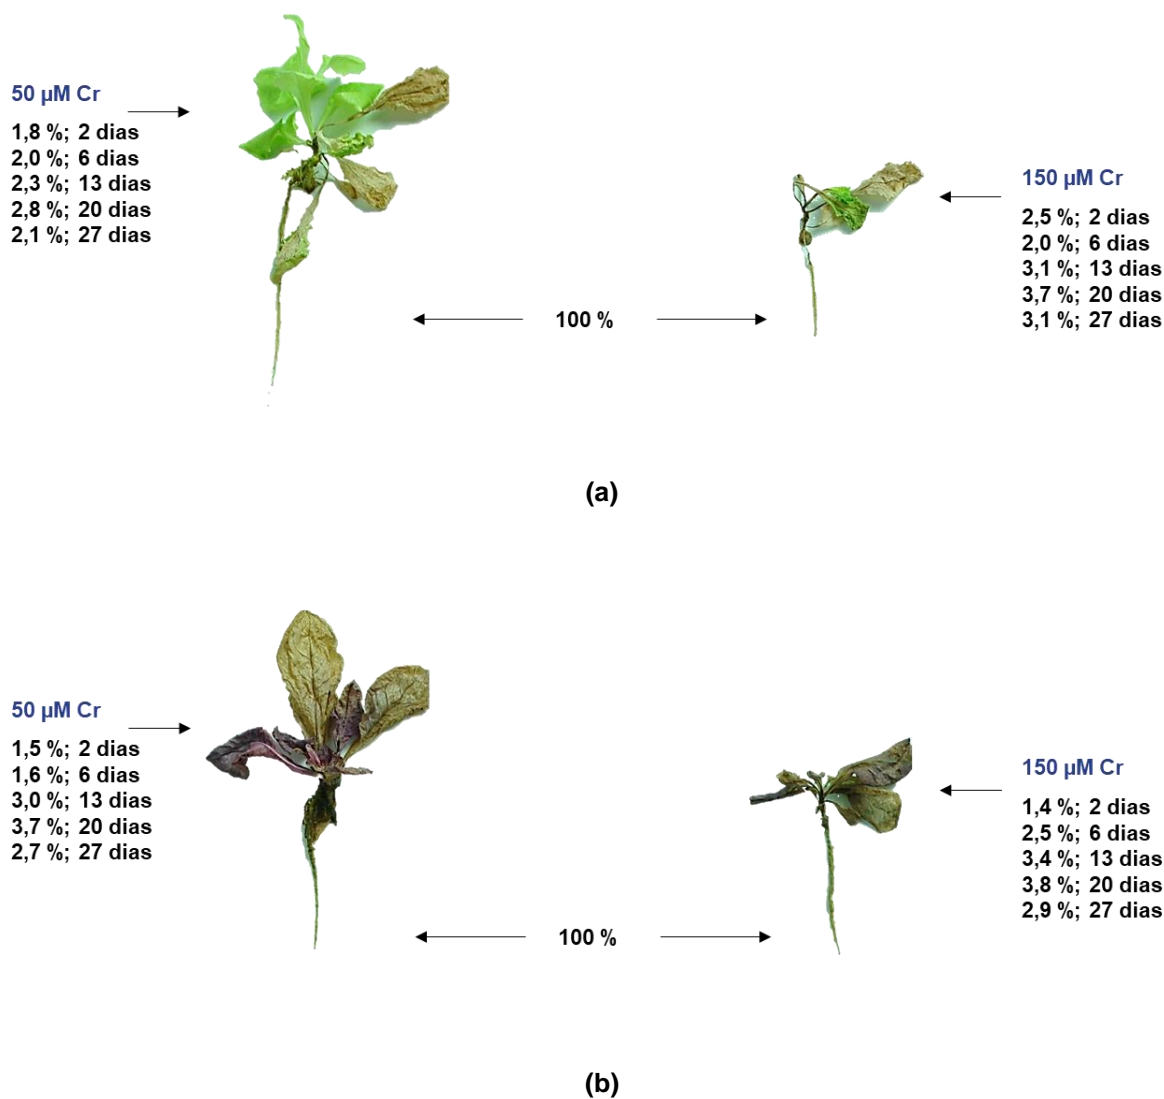 50 µM Cr
1,8 %; 2 dias
2,0 %; 6 dias
2,3 %; 13 dias
2,8 %; 20 dias
2,1 %; 27 dias
150 µM Cr
2,5 %; 2 dias
2,0 %; 6 dias
3,1 %; 13 dias
3,7 %; 20 dias
3,1 %; 27 dias
100 %
(a)
50 µM Cr
1,5 %; 2 dias
1,6 %; 6 dias
3,0 %; 13 dias
3,7 %; 20 dias
2,7 %; 27 dias
150 µM Cr
1,4 %; 2 dias
2,5 %; 6 dias
3,4 %; 13 dias
3,8 %; 20 dias
2,9 %; 27 dias
100 %
(b)